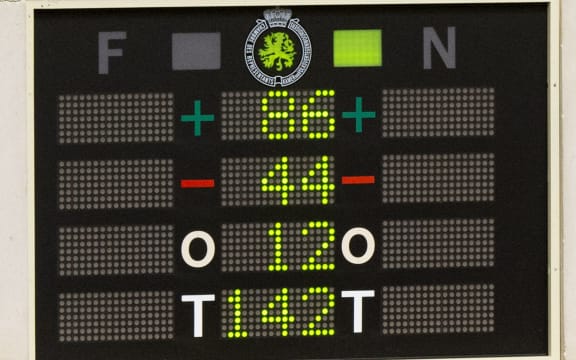 F N
+ 86 +
- 44 -
O 12 O
T 142 T